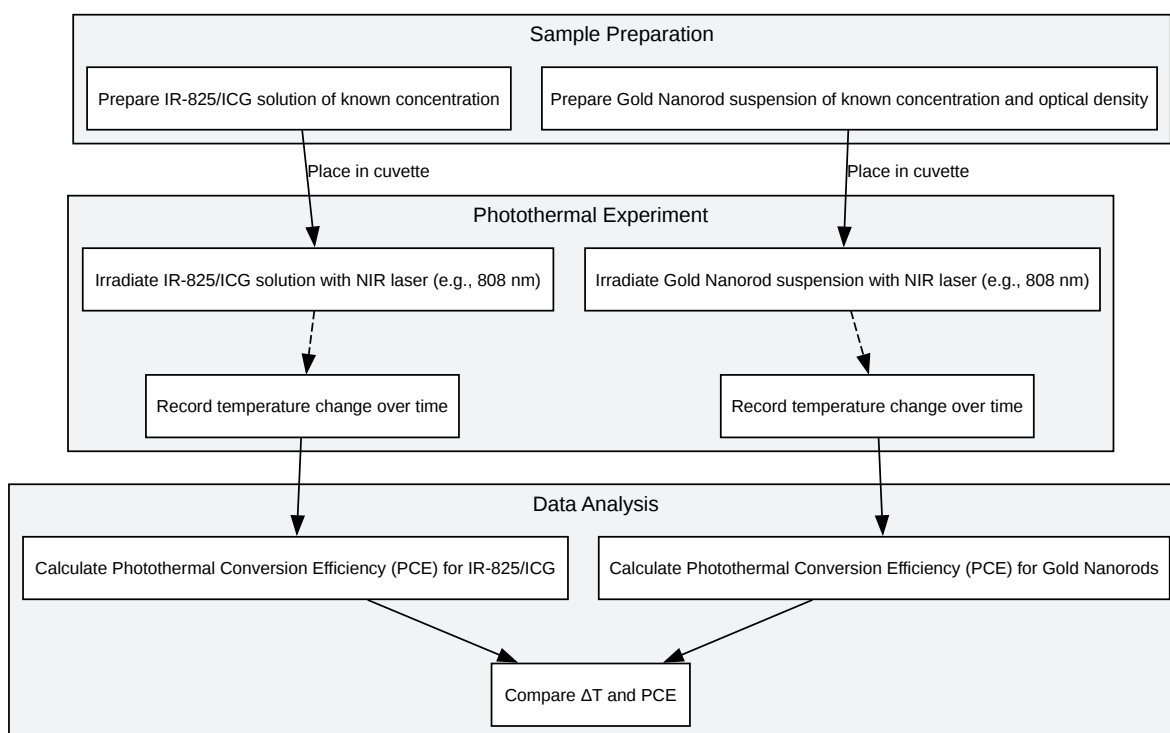 Sample Preparation
Prepare IR-825/ICG solution of known concentration
Prepare Gold Nanorod suspension of known concentration and optical density
Place in cuvette
Place in cuvette
Photothermal Experiment
Irradiate IR-825/ICG solution with NIR laser (e.g., 808 nm)
Irradiate Gold Nanorod suspension with NIR laser (e.g., 808 nm)
Record temperature change over time
Record temperature change over time
Data Analysis
Calculate Photothermal Conversion Efficiency (PCE) for IR-825/ICG
Calculate Photothermal Conversion Efficiency (PCE) for Gold Nanorods
Compare ΔT and PCE